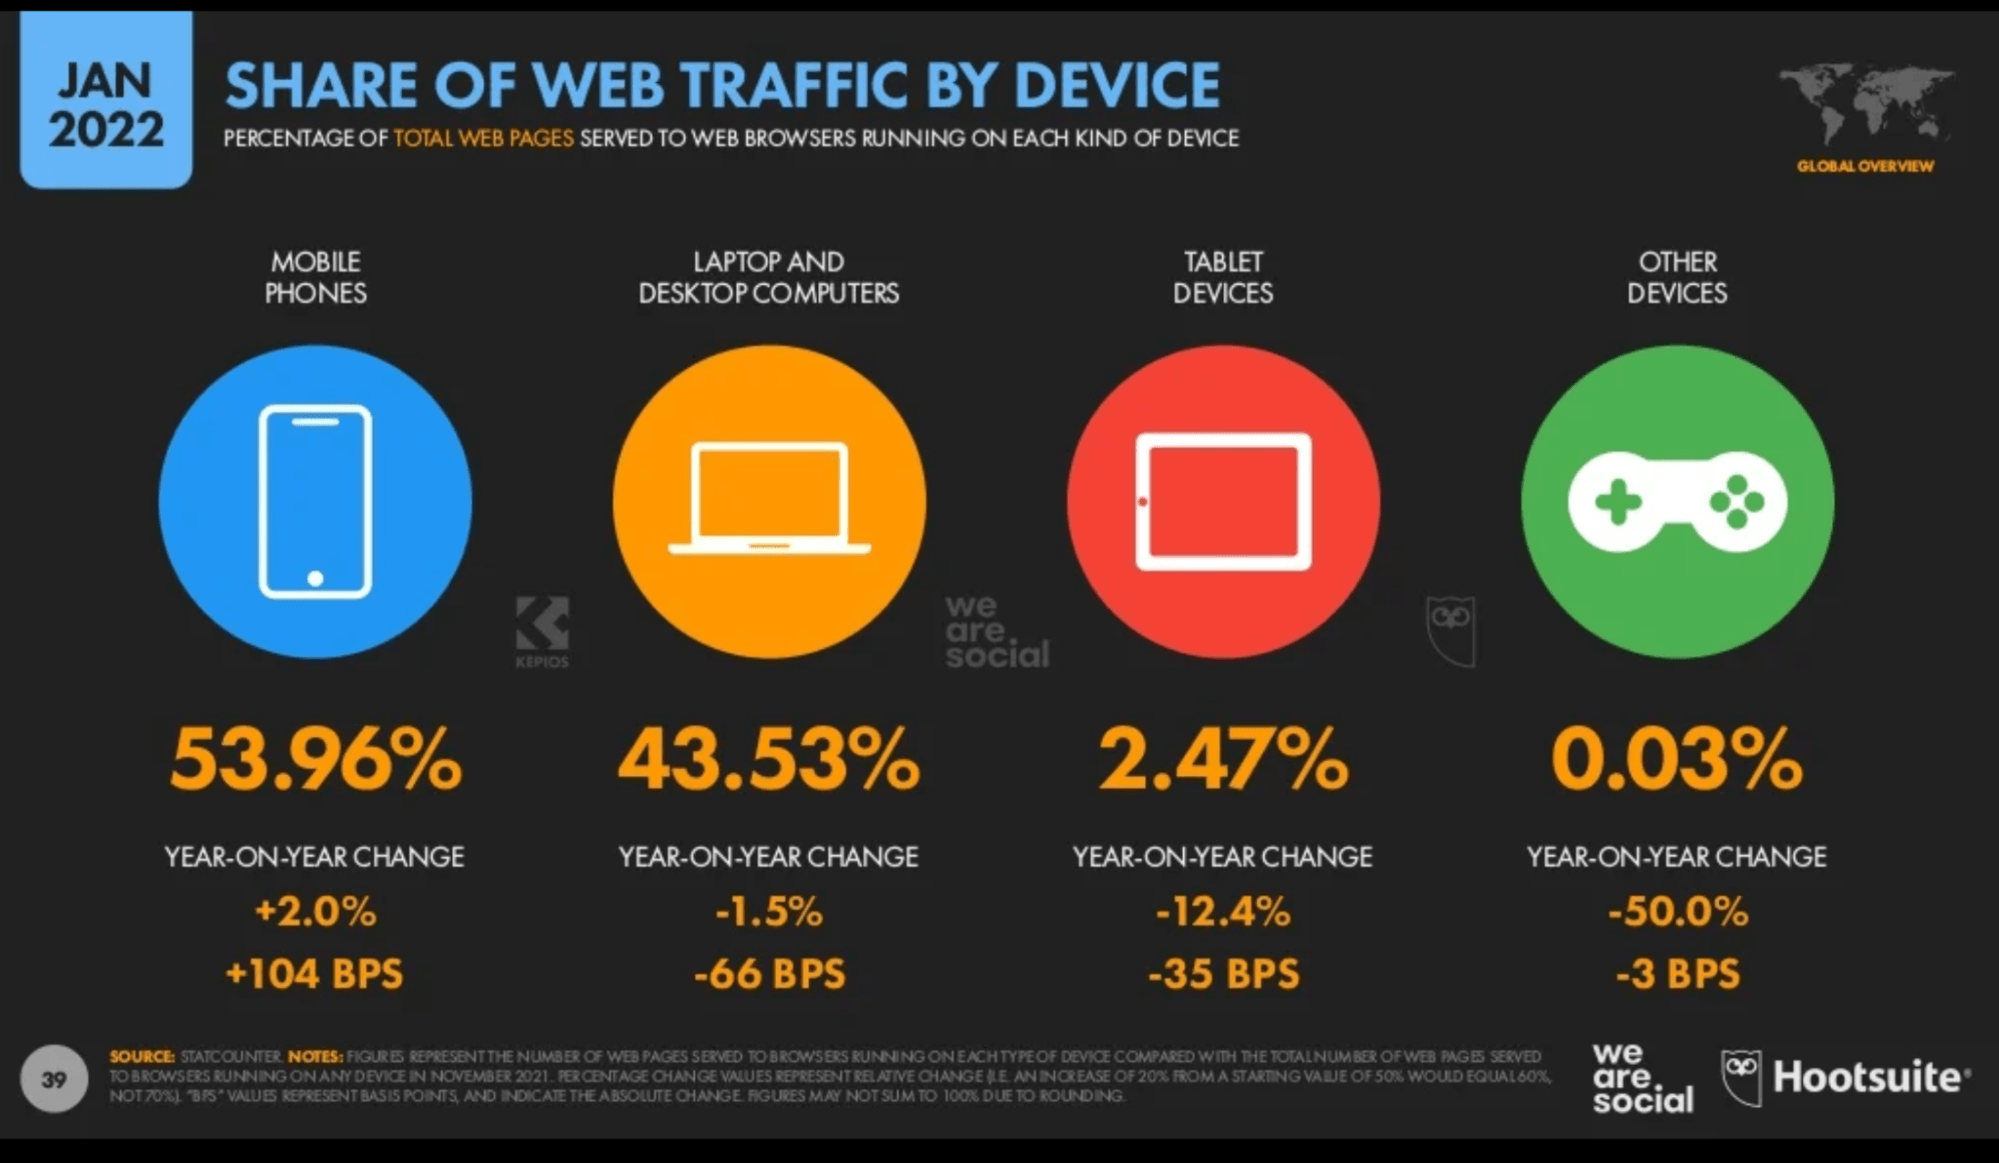 JAN
2022
SHARE OF WEB TRAFFIC BY DEVICE
PERCENTAGE OF TOTAL WEB PAGES SERVED TO WEB BROWSERS RUNNING ON EACH KIND OF DEVICE
GLOBAL OVERVIEW
MOBILE
PHONES
LAPTOP AND
DESKTOP COMPUTERS
TABLET
DEVICES
OTHER
DEVICES
KEPIOS
we
are
social
53.96%
43.53%
2.47%
0.03%
YEAR-ON-YEAR CHANGE
YEAR-ON-YEAR CHANGE
YEAR-ON-YEAR CHANGE
YEAR-ON-YEAR CHANGE
+2.0%
-1.5%
-12.4%
-50.0%
+104 BPS
-66 BPS
-35 BPS
-3 BPS
39
SOURCE: STATCOUNTER. NOTES: FIGURES REPRESENT THE NUMBER OF WEB PAGES SERVED TO BROWSERS RUNNING ON EACH TYPE OF DEVICE COMPARED WITH THE TOTAL NUMBER OF WEB PAGES SERVED
TO BROWSERS RUNNING ON ANY DEVICE IN NOVEMBER 2021. PERCENTAGE CHANGE VALUES REPRESENT RELATIVE CHANGE (I.E. AN INCREASE OF 20% FROM A STARTING VALUE OF 50% WOULD EQUAL 60%,
NOT 70%). "BPS" VALUES REPRESENT BASIS POINTS, AND INDICATE THE ABSOLUTE CHANGE. FIGURES MAY NOT SUM TO 100% DUE TO ROUNDING.
we
are
social
Hootsuite®